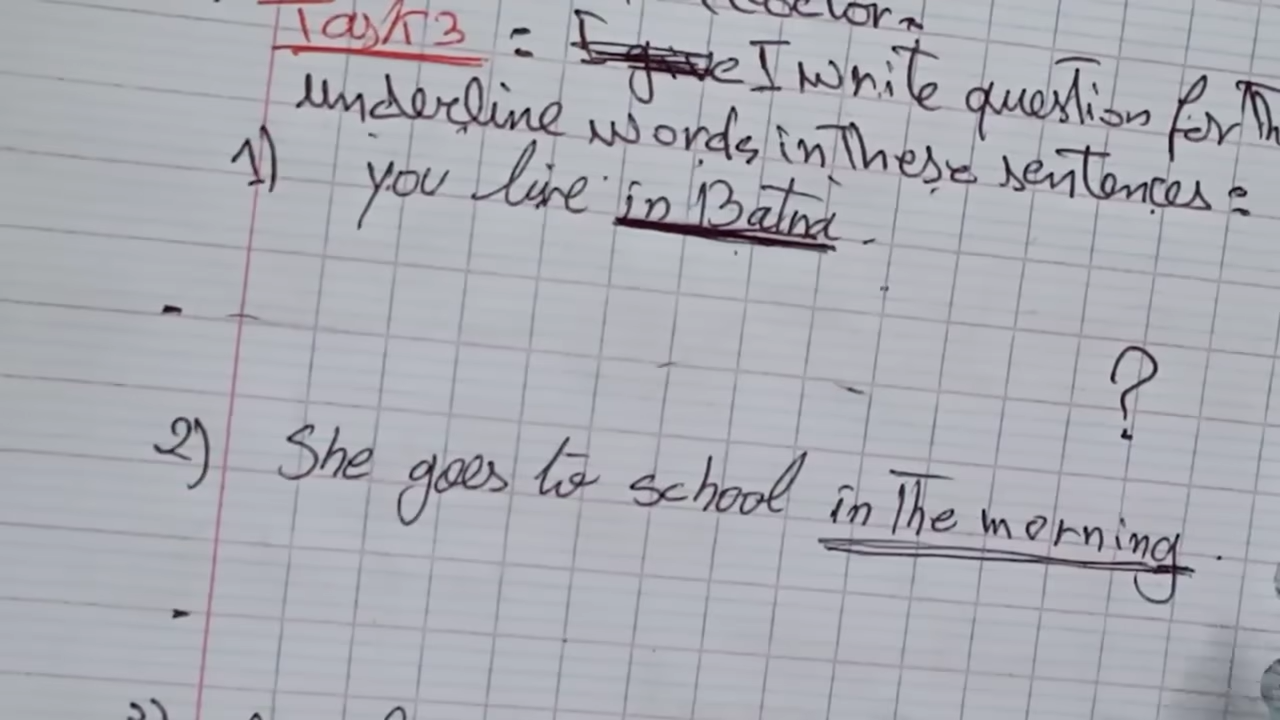 Task 3 : I write question for Th
underline words in These sentences :
1) you live in Batna .
-
?
2) She goes to school in The morning .
-